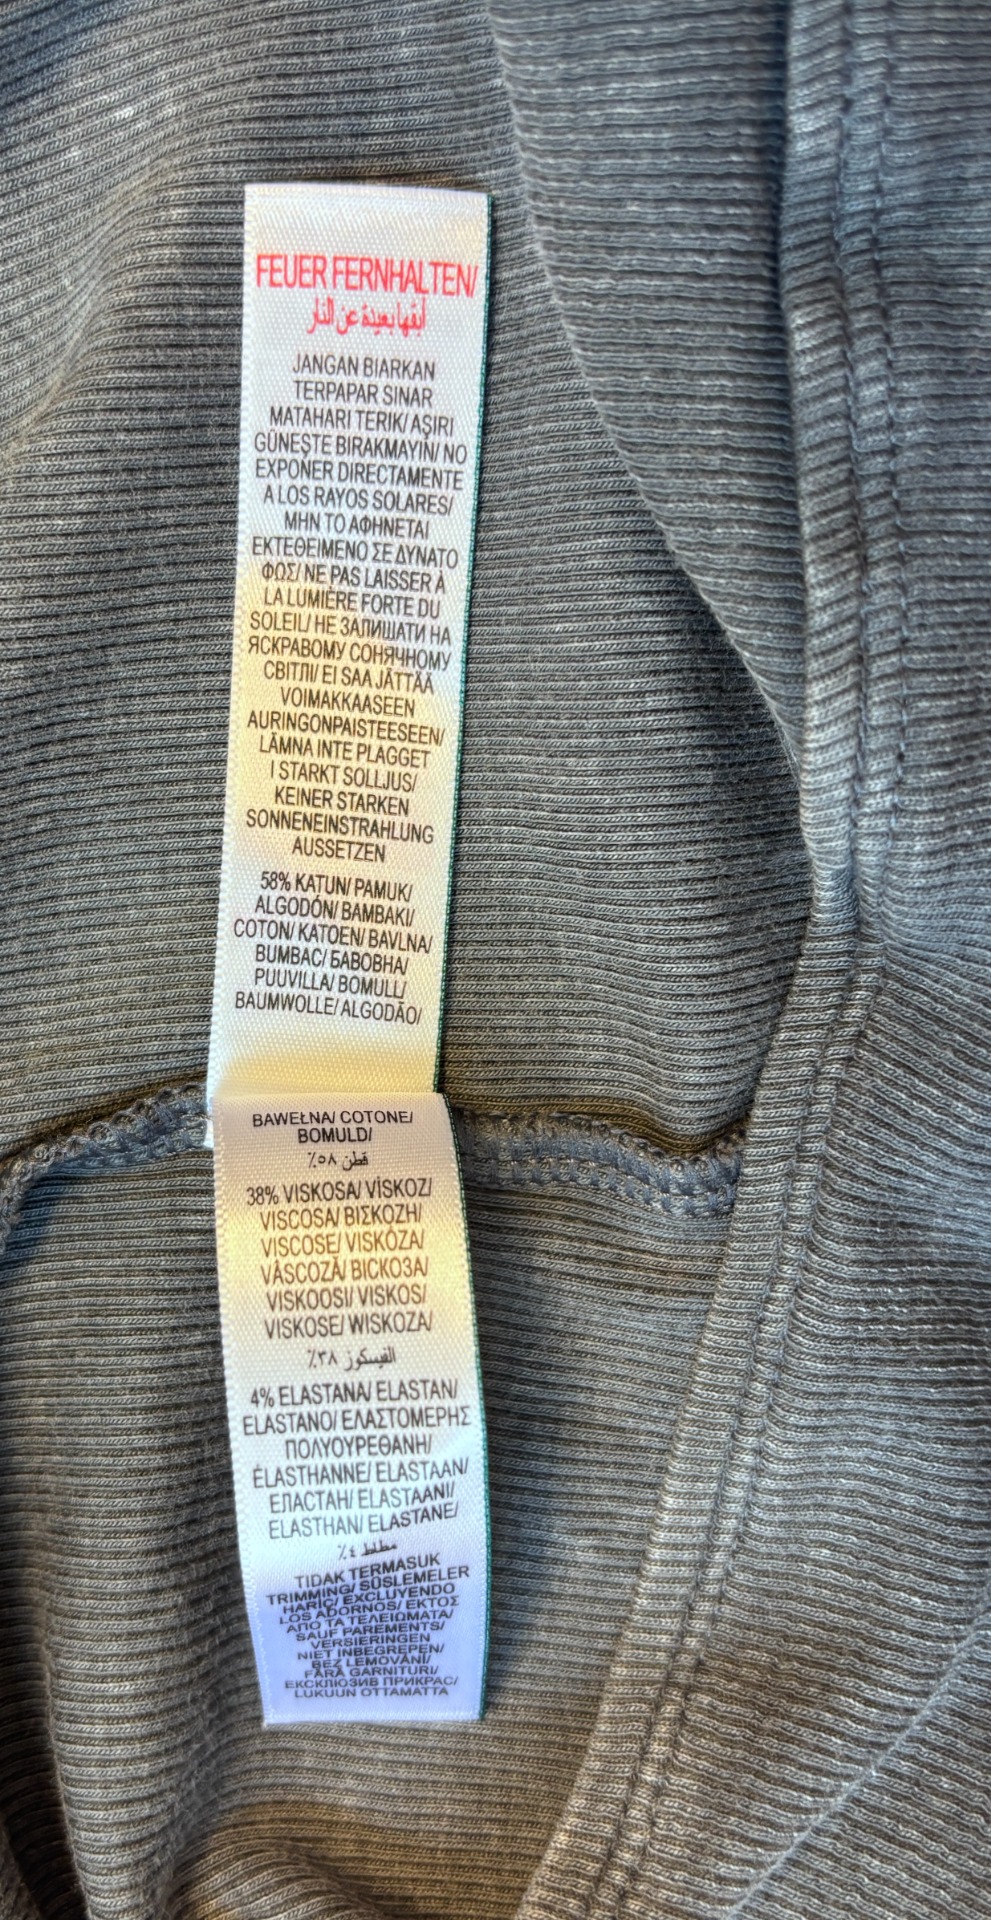 FEUER FERNHALTEN/
أبقها بعيدة عن النار
JANGAN BIARKAN
TERPAPAR SINAR
MATAHARI TERIK/ AŞIRI
GÜNEŞTE BIRAKMAYIN/ NO
EXPONER DIRECTAMENTE
A LOS RAYOS SOLARES/
ΜΗΝ ΤΟ ΑΦΗΝΕΤΑΙ
ΕΚΤΕΘΕΙΜΕΝΟ ΣΕ ΔΥΝΑΤΟ
ΦΩΣ/ NE PAS LAISSER À
LA LUMIÈRE FORTE DU
SOLEIL/ НЕ ЗАЛИШАТИ НА
ЯСКРАВОМУ СОНЯЧНОМУ
СВІТЛІ/ EI SAA JÄTTÄÄ
VOIMAKKAASEEN
AURINGONPAISTEESEEN/
LÄMNA INTE PLAGGET
I STARKT SOLLJUS/
KEINER STARKEN
SONNENEINSTRAHLUNG
AUSSETZEN
58% KATUN/ PAMUK/
ALGODÓN/ ΒΑΜΒΑΚΙ/
COTON/ KATOEN/ BAVLNA/
BUMBAC/ БАВОВНА/
PUUVILLA/ BOMULL/
BAUMWOLLE/ ALGODÃO/
BAWEŁNA/ COTONE/
BOMULD/
قطن ٥٨٪
38% VISKOSA/ VİSKOZ/
VISCOSA/ ΒΙΣΚΟΖΗ/
VISCOSE/ VISKÓZA/
VÂSCOZĂ/ ВІСКОЗА/
VISKOOSI/ VISKOS/
VISKOSE/ WISKOZA/
الفيسكوز ٣٨٪
4% ELASTANA/ ELASTAN/
ELASTANO/ ΕΛΑΣΤΟΜΕΡΗΣ
ΠΟΛΥΟΥΡΕΘΑΝΗ/
ÉLASTHANNE/ ELASTAAN/
ЕЛАСТАН/ ELASTAANI/
ELASTHAN/ ELASTANE/
مطاط ٤٪
TIDAK TERMASUK
TRIMMING/ SÜSLEMELER
HARİÇ/ EXCLUYENDO
LOS ADORNOS/ ΕΚΤΟΣ
ΑΠΟ ΤΑ ΤΕΛΕΙΩΜΑΤΑ/
SAUF PAREMENTS/
VERSIERINGEN
NIET INBEGREPEN/
BEZ LEMOVÁNÍ/
FĂRĂ GARNITURI/
ЕКСКЛЮЗИВ ПРИКРАС/
LUKUUN OTTAMATTA